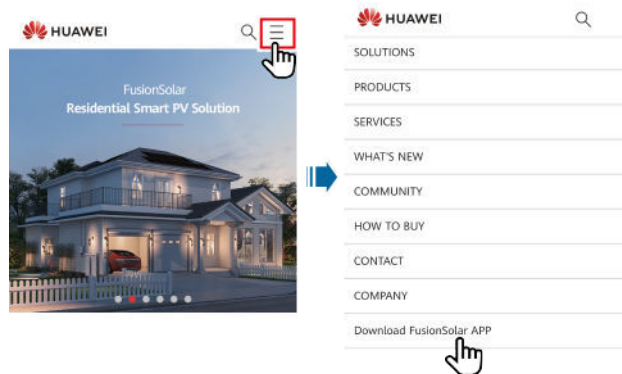 HUAWEI
FusionSolar
Residential Smart PV Solution
HUAWEI
SOLUTIONS
PRODUCTS
SERVICES
WHAT'S NEW
COMMUNITY
HOW TO BUY
CONTACT
COMPANY
Download FusionSolar APP